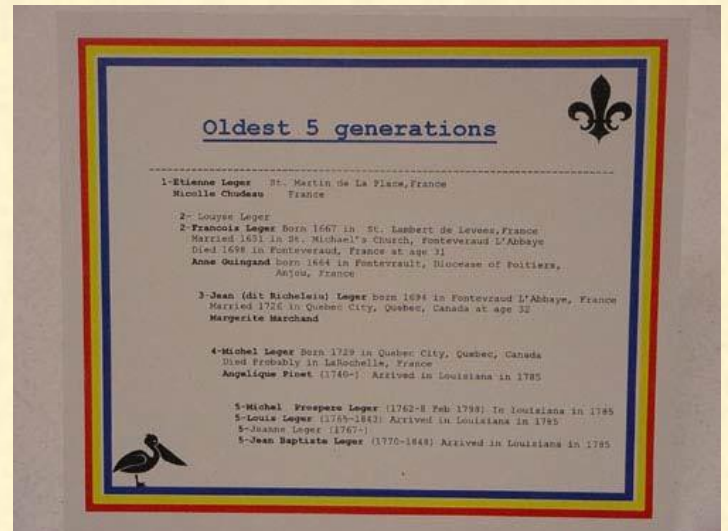 Oldest 5 generations
1-Etienne Leger St. Martin de La Place, France
Nicolle Chudeau France
2- Louyse Leger
2-Francois Leger Born 1667 in St. Lambert de Levees, France
Married 1631 in St. Michael's Church, Fonteveraud L'Abbaye
Died 1698 in Fonteveraud, France at age 31
Anne Guingand born 1664 in Fontevrault, Diocease of Poitiers,
Anjou, France
3-Jean (dit Richeleiu) Leger born 1694 in Fontevraud L'Abbaye, France
Married 1726 in Quebec City, Quebec, Canada at age 32
Margerite Marchand
4-Michel Leger Born 1729 in Quebec City, Quebec, Canada
Died Probably in LaRochelle, France
Angelique Pinet (1740-) Arrived in Louisiana in 1785
5-Michel Prospere Leger (1762-8 Feb 1798) In louisiana in 1785
5-Louis Leger (1765-1843) Arrived in Louisiana in 1785
5-Jeanne Leger (1767-)
5-Jean Baptiste Leger (1770-1848) Arrived in Louisiana in 1785